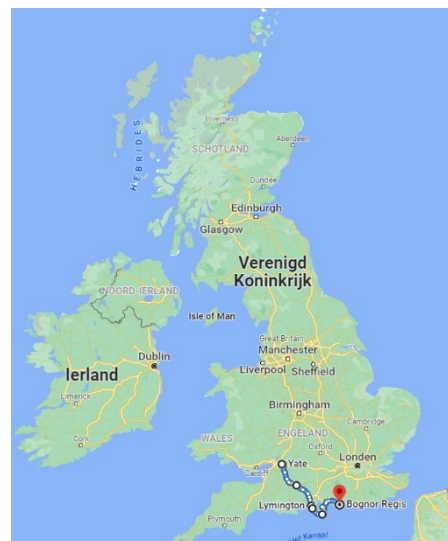 Inverness
Aberdeen
SCHOTLAND
HEBRIDES
Dundee
Edinburgh
Glasgow
Verenigd
Koninkrijk
NOORD-IERLAND
Isle of Man
Great Britain
Manchester
Liverpool
Sheffield
Dublin
Ierland
Limerick
Birmingham
Cork
WALES
ENGELAND
Cambridge
Oxford
Yate
Cardiff
Londen
Lymington
Bognor Regis
Plymouth
Het Kanaal